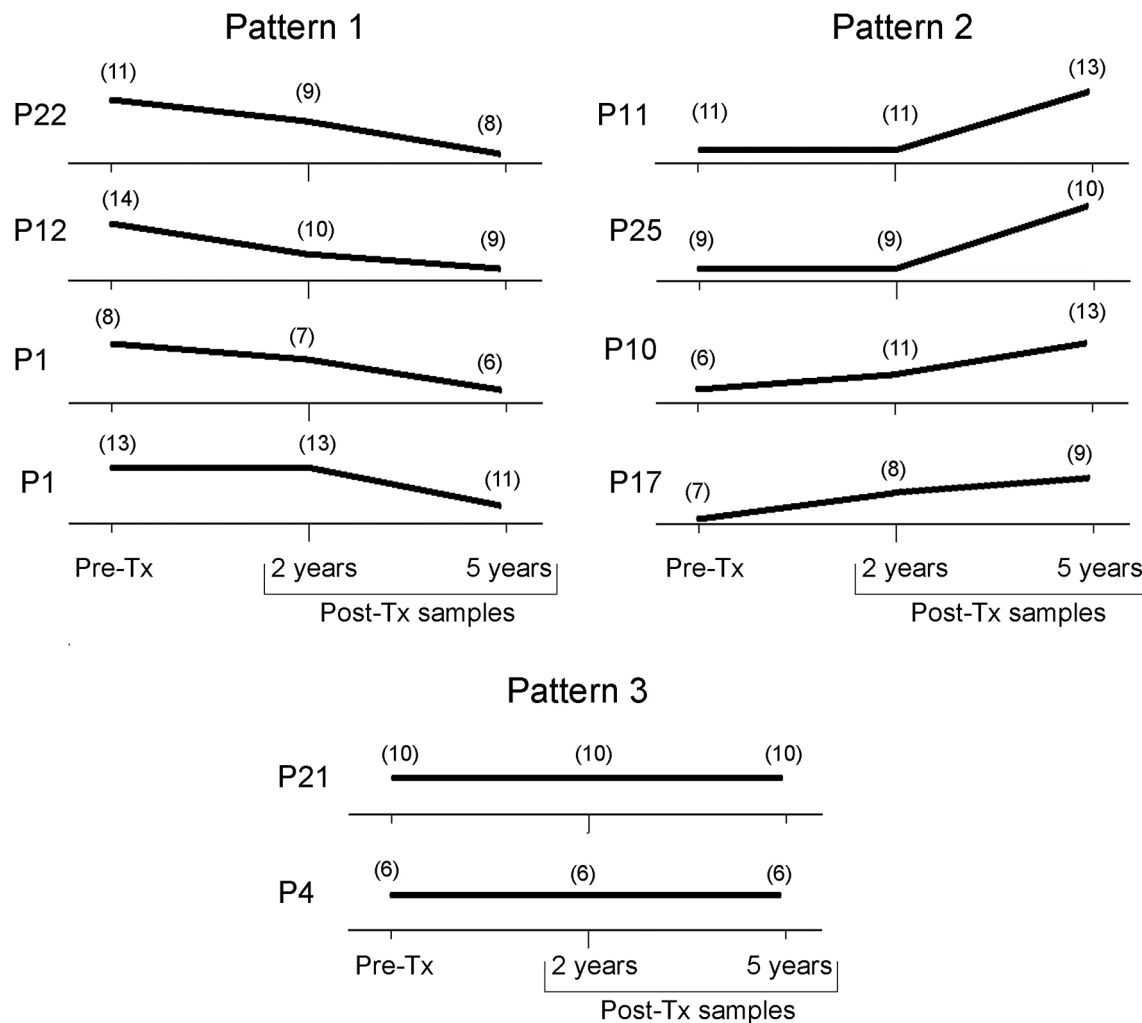 Pattern 1
(11) (9) (8)
P22
(14) (10) (9)
P12
(8) (7) (6)
P1
(13) (13) (11)
P1
Pre-Tx 2 years 5 years
Post-Tx samples
Pattern 2
(11) (11) (13)
P11
(9) (9) (10)
P25
(6) (11) (13)
P10
(7) (8) (9)
P17
Pre-Tx 2 years 5 years
Post-Tx samples
Pattern 3
(10) (10) (10)
P21
(6) (6) (6)
P4
Pre-Tx 2 years 5 years
Post-Tx samples